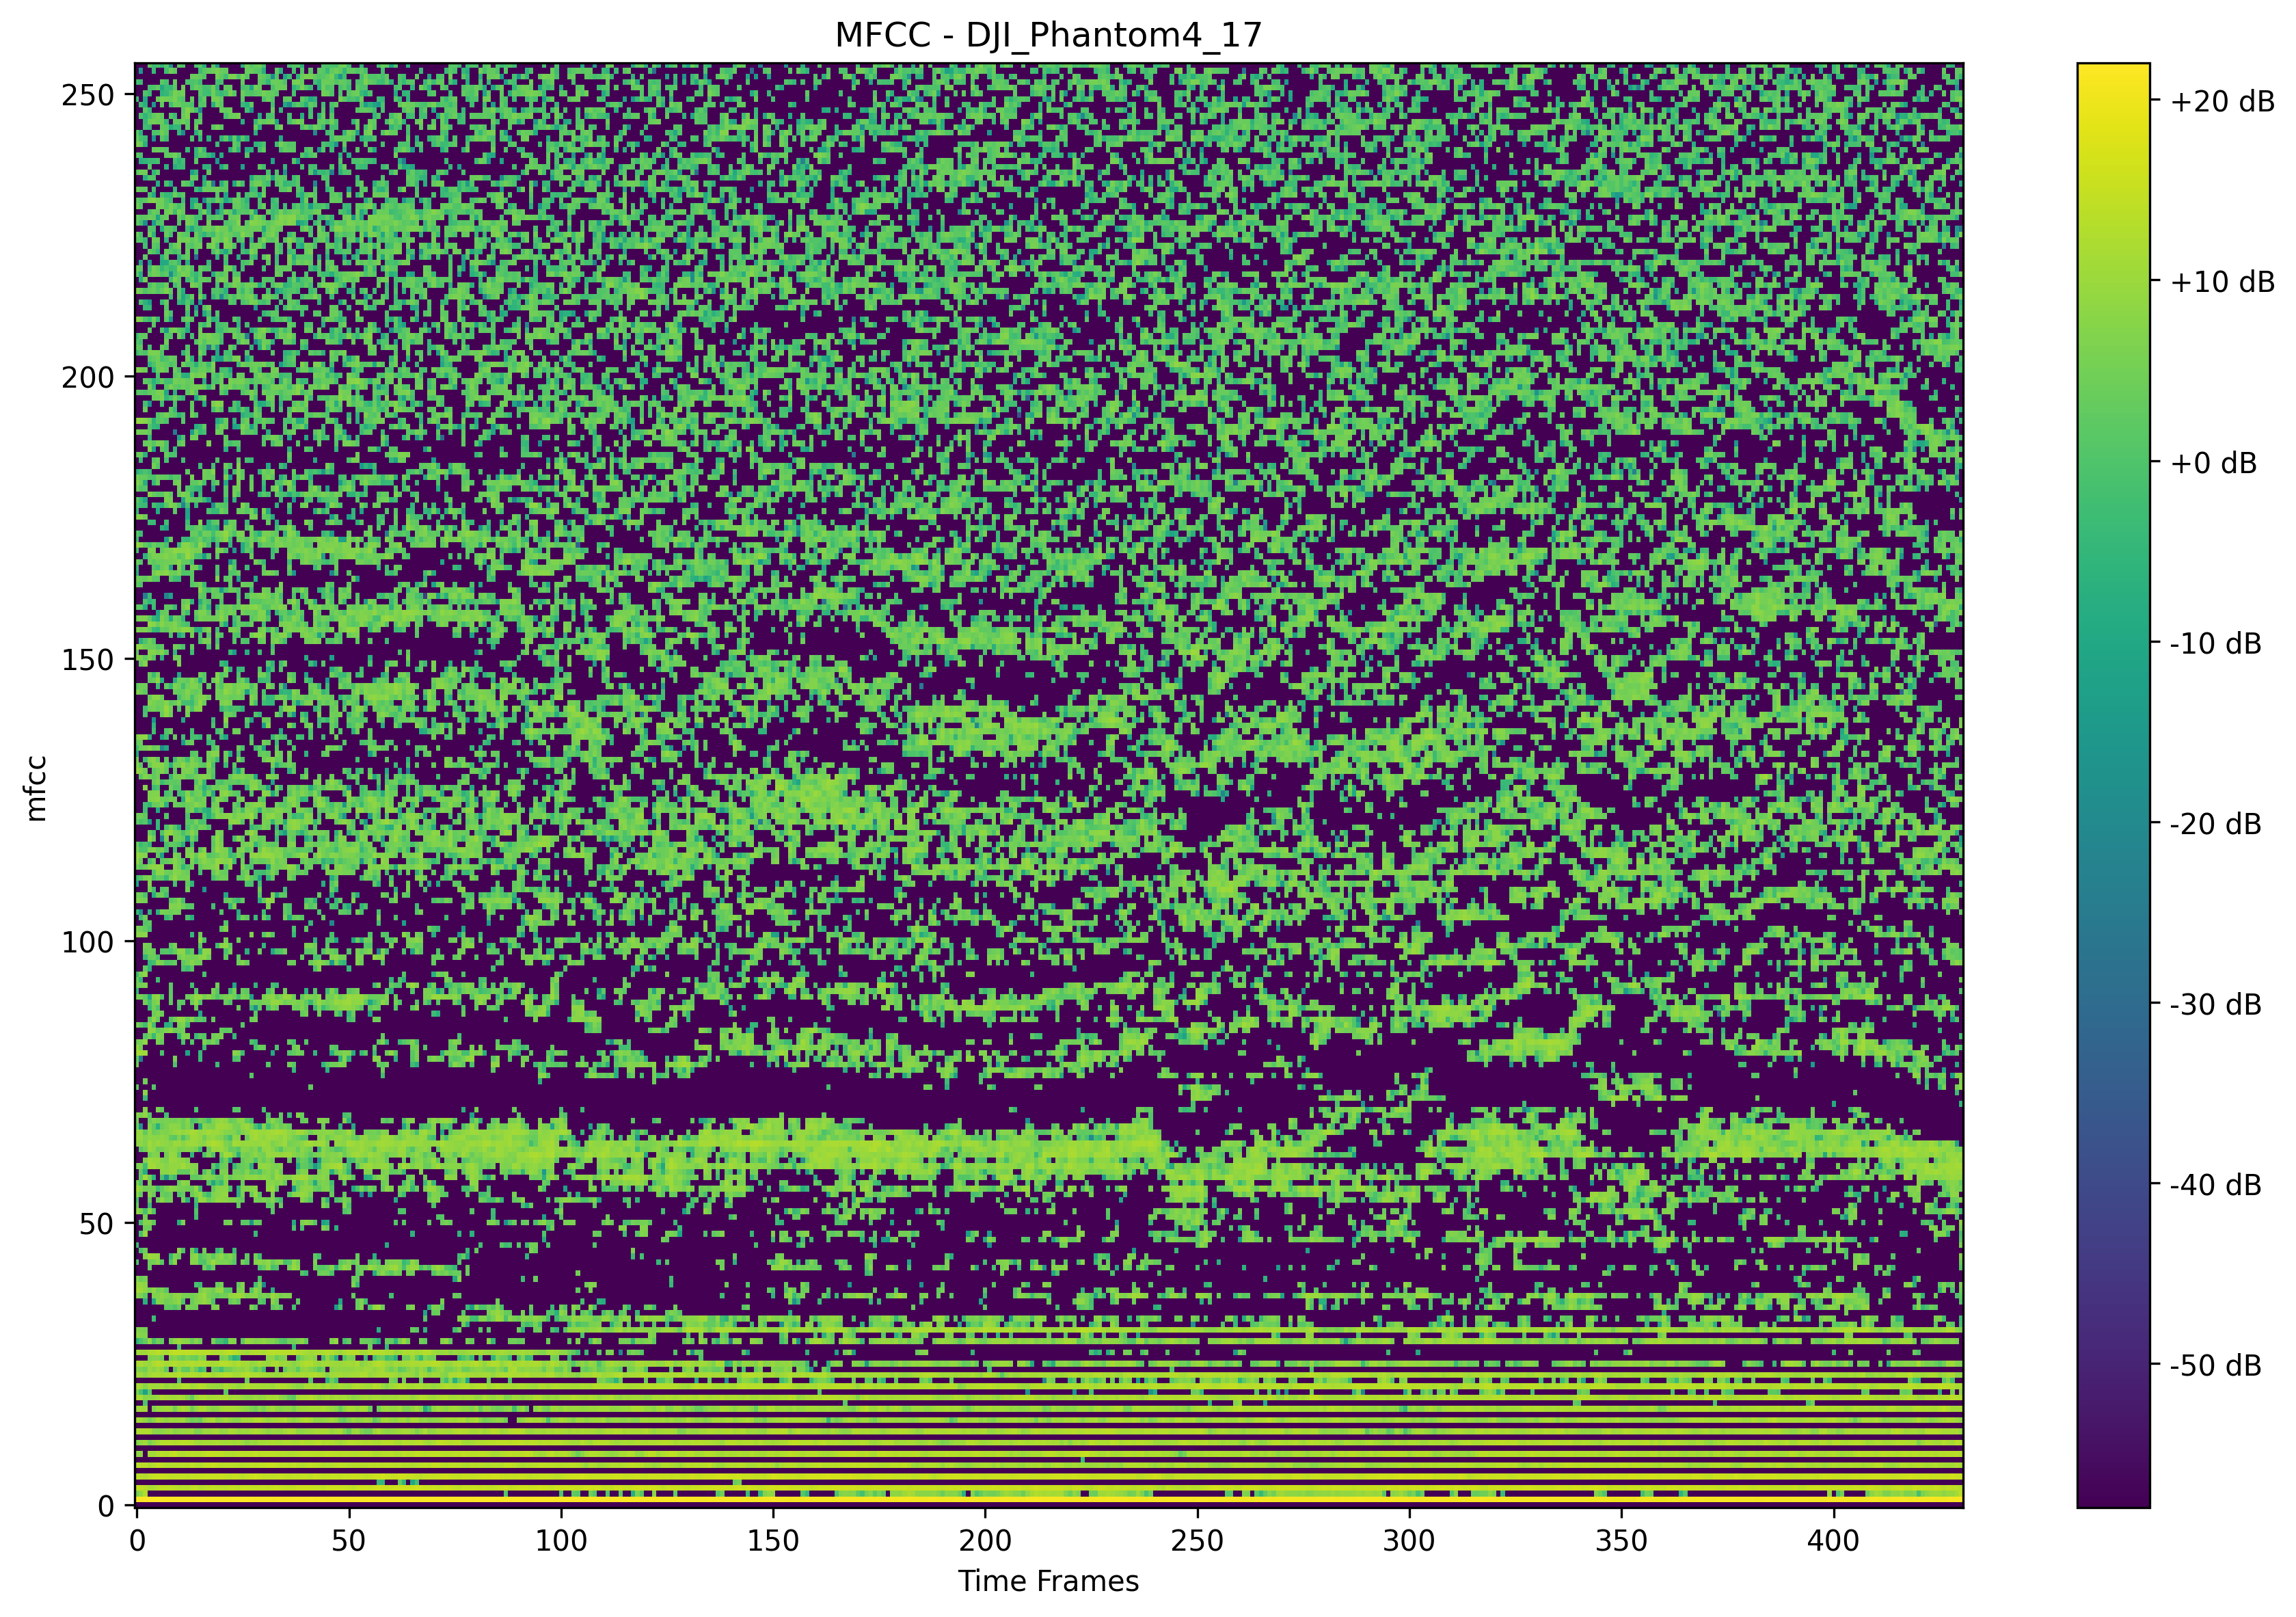 MFCC - DJI_Phantom4_17
mfcc
250
200
150
100
50
0
0 50 100 150 200 250 300 350 400
Time Frames
+20 dB
+10 dB
+0 dB
-10 dB
-20 dB
-30 dB
-40 dB
-50 dB